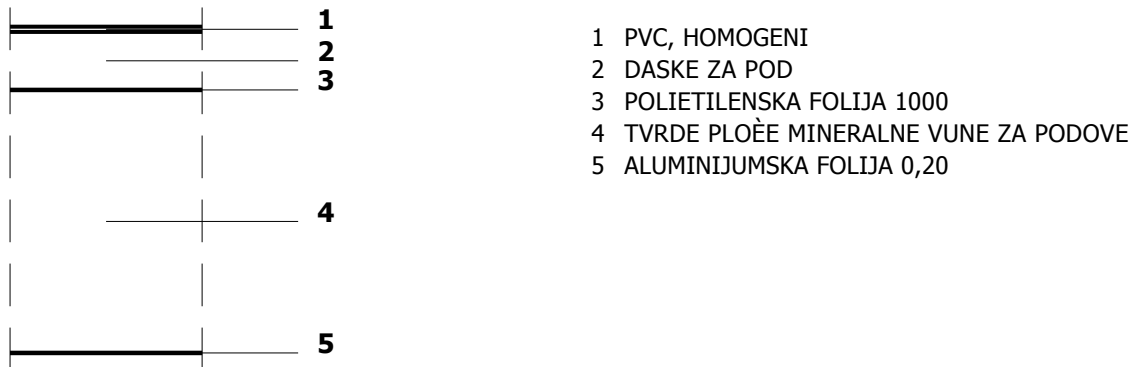 1
2
3
4
5
1 PVC, HOMOGENI
2 DASKE ZA POD
3 POLIETILENSKA FOLIJA 1000
4 TVRDE PLOÈE MINERALNE VUNE ZA PODOVE
5 ALUMINIJUMSKA FOLIJA 0,20